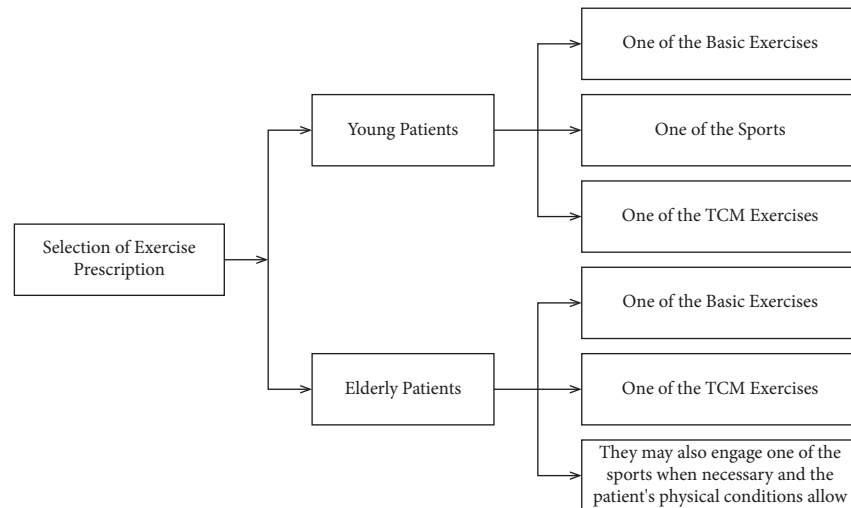 Selection of Exercise
Prescription
Young Patients
One of the Basic Exercises
One of the Sports
One of the TCM Exercises
Elderly Patients
One of the Basic Exercises
One of the TCM Exercises
They may also engage one of the
sports when necessary and the
patient's physical conditions allow